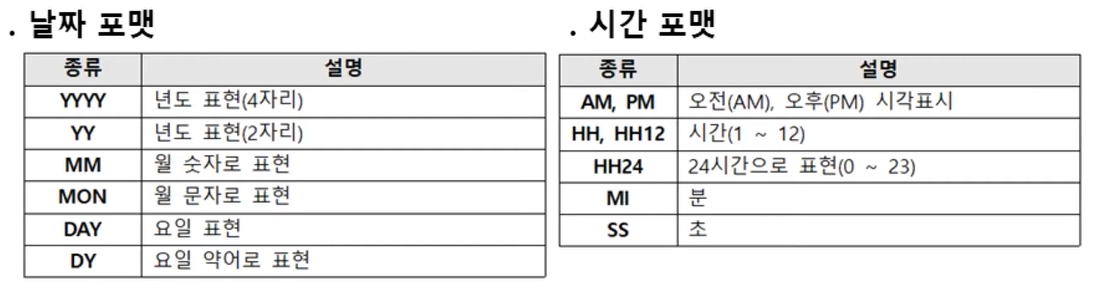 . 날짜 포맷
종류 설명
YYYY 년도 표현(4자리)
YY 년도 표현(2자리)
MM 월 숫자로 표현
MON 월 문자로 표현
DAY 요일 표현
DY 요일 약어로 표현
. 시간 포맷
종류 설명
AM, PM 오전(AM), 오후(PM) 시각표시
HH, HH12 시간(1 ~ 12)
HH24 24시간으로 표현(0 ~ 23)
MI 분
SS 초